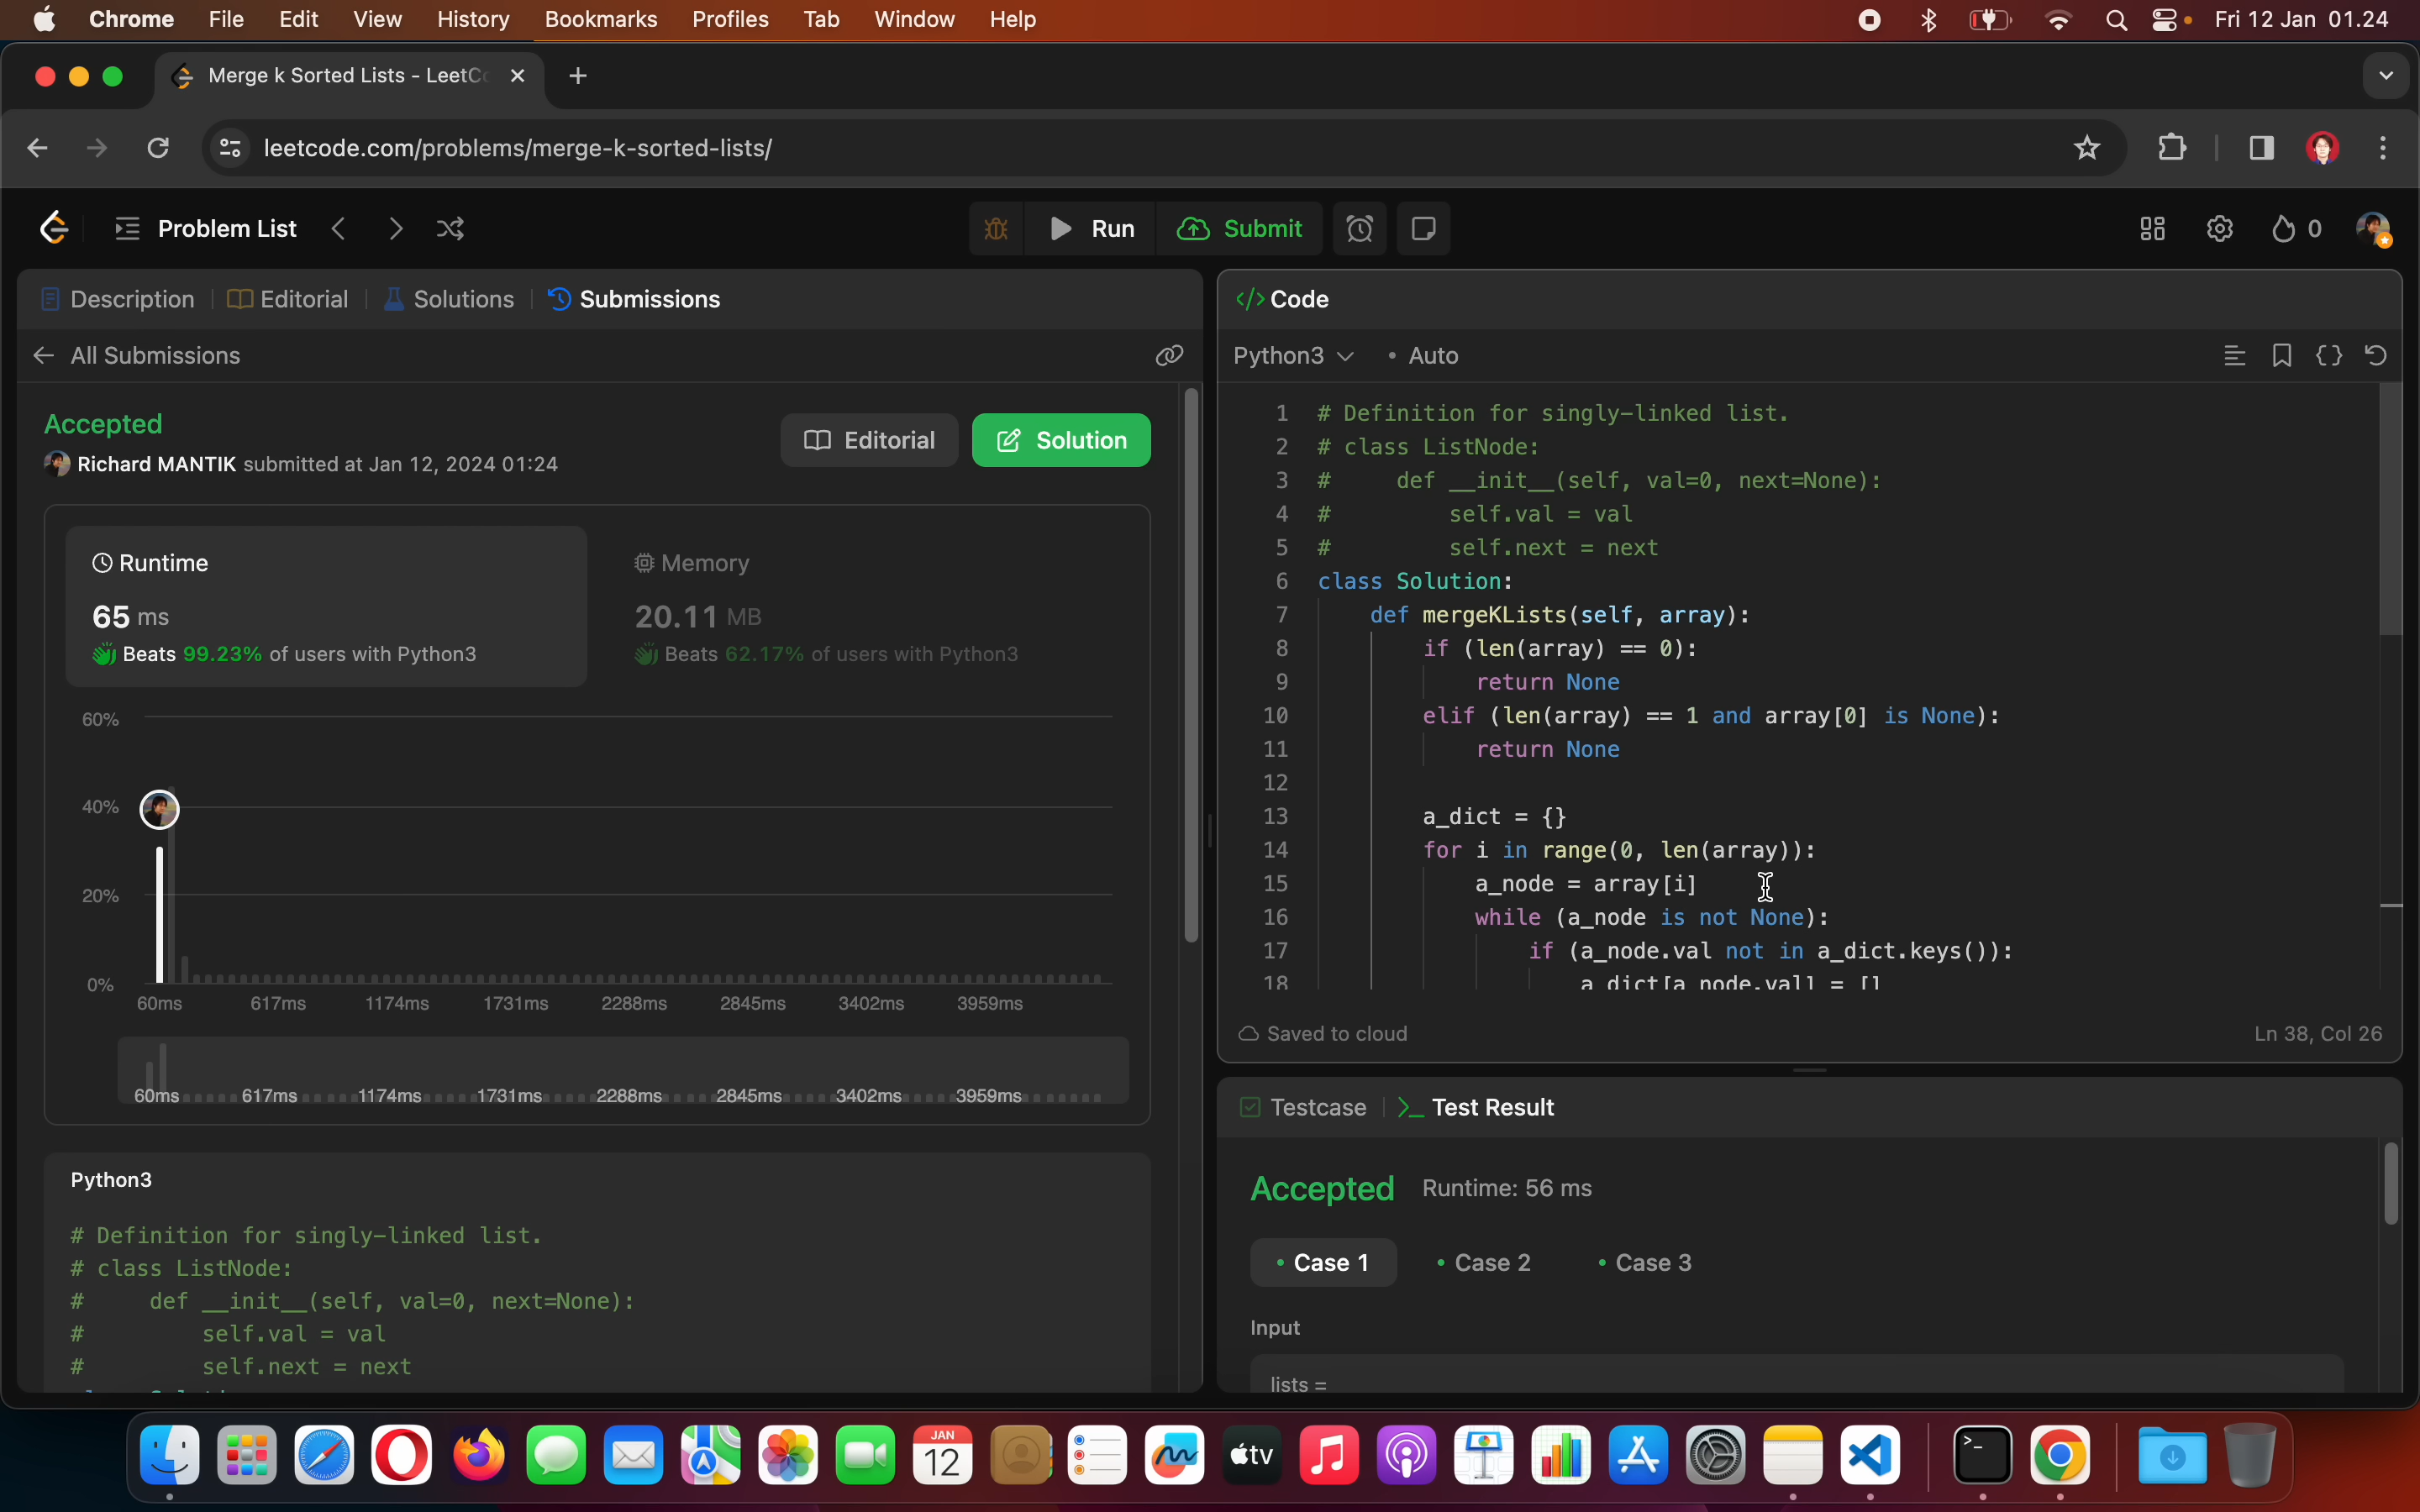 Chrome File Edit View History Bookmarks Profiles Tab Window Help Fri 12 Jan 01.24
Merge k Sorted Lists - LeetC
leetcode.com/problems/merge-k-sorted-lists/
Problem List Run Submit 0
Description Editorial Solutions Submissions
All Submissions
Accepted
Richard MANTIK submitted at Jan 12, 2024 01:24
Editorial Solution
Runtime
65 ms
Beats 99.23% of users with Python3
Memory
20.11 MB
Beats 62.17% of users with Python3
60%
40%
20%
0%
60ms 617ms 1174ms 1731ms 2288ms 2845ms 3402ms 3959ms
60ms 617ms 1174ms 1731ms 2288ms 2845ms 3402ms 3959ms
Python3
# Definition for singly-linked list.
# class ListNode:
#     def __init__(self, val=0, next=None):
#         self.val = val
#         self.next = next
</> Code
Python3 • Auto
1 # Definition for singly-linked list.
2 # class ListNode:
3 #     def __init__(self, val=0, next=None):
4 #         self.val = val
5 #         self.next = next
6 class Solution:
7     def mergeKLists(self, array):
8         if (len(array) == 0):
9             return None
10         elif (len(array) == 1 and array[0] is None):
11             return None
12
13         a_dict = {}
14         for i in range(0, len(array)):
15             a_node = array[i]
16             while (a_node is not None):
17                 if (a_node.val not in a_dict.keys()):
18                     a_dict[a_node.val] = []
Saved to cloud Ln 38, Col 26
Testcase >_ Test Result
Accepted Runtime: 56 ms
• Case 1 • Case 2 • Case 3
Input
lists =
JAN
12
tv